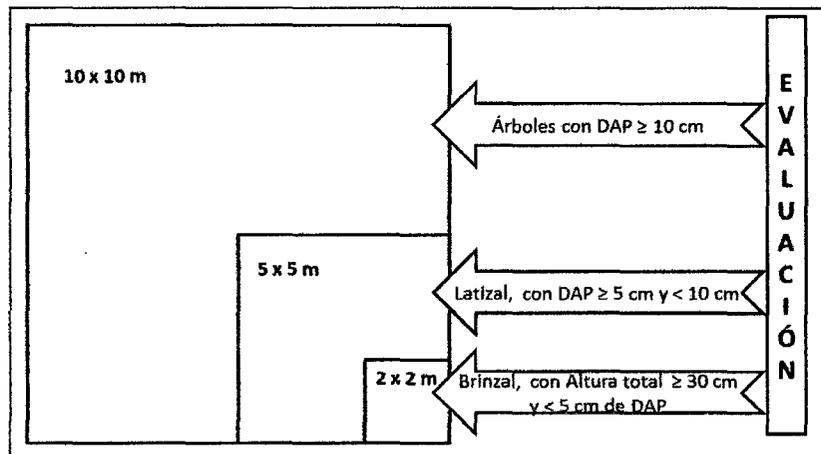 10 x 10 m
Árboles con DAP ≥ 10 cm
5 x 5 m
Latizal, con DAP ≥ 5 cm y < 10 cm
2 x 2 m
Brinzal, con Altura total ≥ 30 cm
y < 5 cm de DAP
EVALUACIÓN